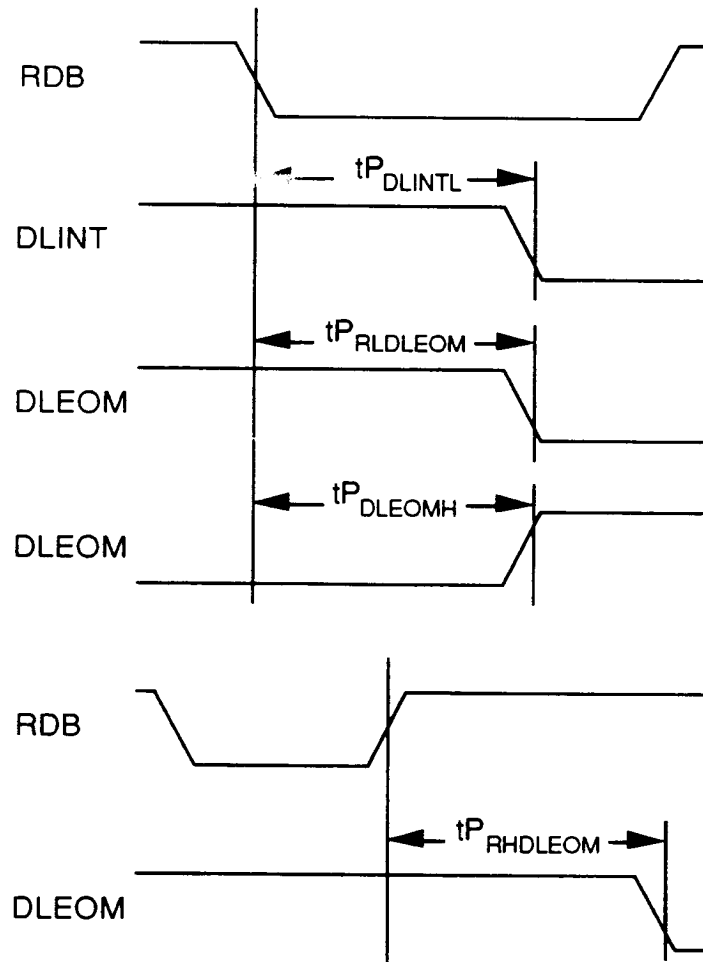 RDB
tPDLINTL
DLINT
tPRLDLEOM
DLEOM
tPDLEOMH
DLEOM
RDB
tPRHDLEOM
DLEOM